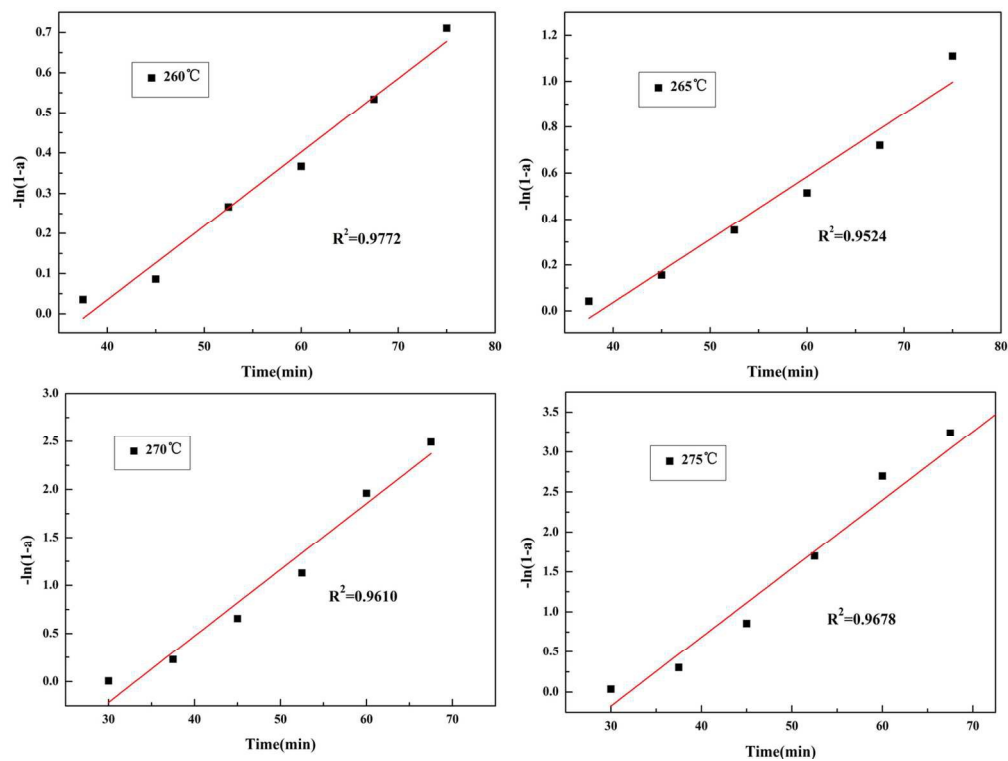 0.7
0.6
0.5
0.4
0.3
0.2
0.1
0.0
-ln(1-a)
260℃
R²=0.9772
40 50 60 70 80
Time(min)
1.2
1.0
0.8
0.6
0.4
0.2
0.0
-ln(1-a)
265℃
R²=0.9524
40 50 60 70 80
Time(min)
3.0
2.5
2.0
1.5
1.0
0.5
0.0
-ln(1-a)
270℃
R²=0.9610
30 40 50 60 70
Time(min)
3.5
3.0
2.5
2.0
1.5
1.0
0.5
0.0
-ln(1-a)
275℃
R²=0.9678
30 40 50 60 70
Time(min)